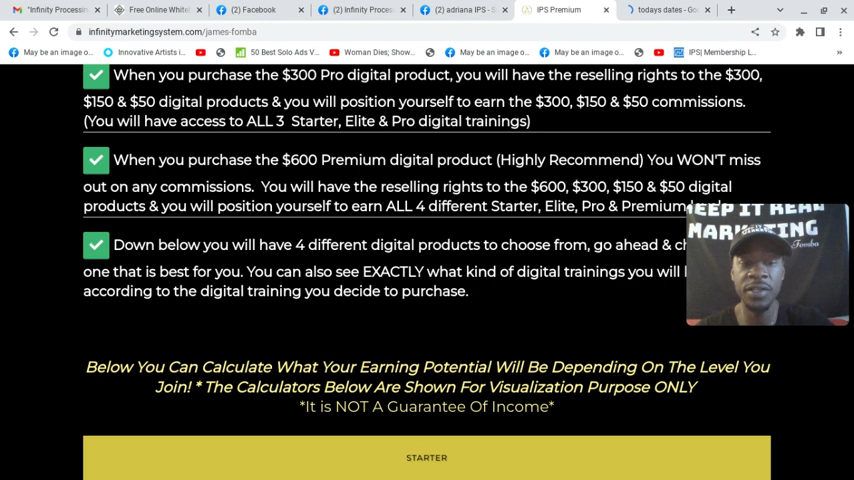 "Infinity Processin
Free Online Whitel
(2) Facebook
(2) Infinity Proces
(2) adriana IPS - S
IPS Premium
todays dates - Go
infinitymarketingsystem.com/james-fomba
May be an image o...
Innovative Artists i...
50 Best Solo Ads V...
Woman Dies; Show...
May be an image o...
May be an image o...
IPS| Membership L...
When you purchase the $300 Pro digital product, you will have the reselling rights to the $300,
$150 & $50 digital products & you will position yourself to earn the $300, $150 & $50 commissions.
(You will have access to ALL 3 Starter, Elite & Pro digital trainings)
When you purchase the $600 Premium digital product (Highly Recommend) You WON'T miss
out on any commissions. You will have the reselling rights to the $600, $300, $150 & $50 digital
products & you will position yourself to earn ALL 4 different Starter, Elite, Pro & Premium
KEEP IT REAL
MARKETING
Fomba
Down below you will have 4 different digital products to choose from, go ahead & ch
one that is best for you. You can also see EXACTLY what kind of digital trainings you will
according to the digital training you decide to purchase.
Below You Can Calculate What Your Earning Potential Will Be Depending On The Level You
Join! * The Calculators Below Are Shown For Visualization Purpose ONLY
*It is NOT A Guarantee Of Income*
STARTER